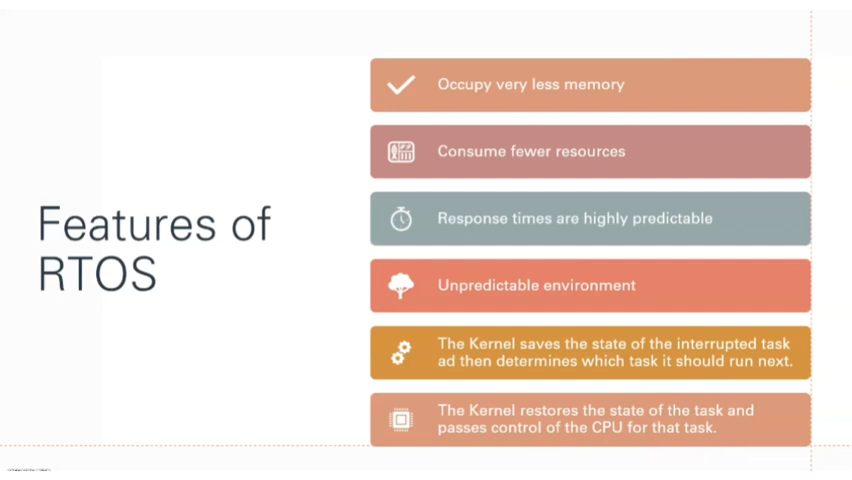 Features of
RTOS
Occupy very less memory
Consume fewer resources
Response times are highly predictable
Unpredictable environment
The Kernel saves the state of the interrupted task
ad then determines which task it should run next.
The Kernel restores the state of the task and
passes control of the CPU for that task.